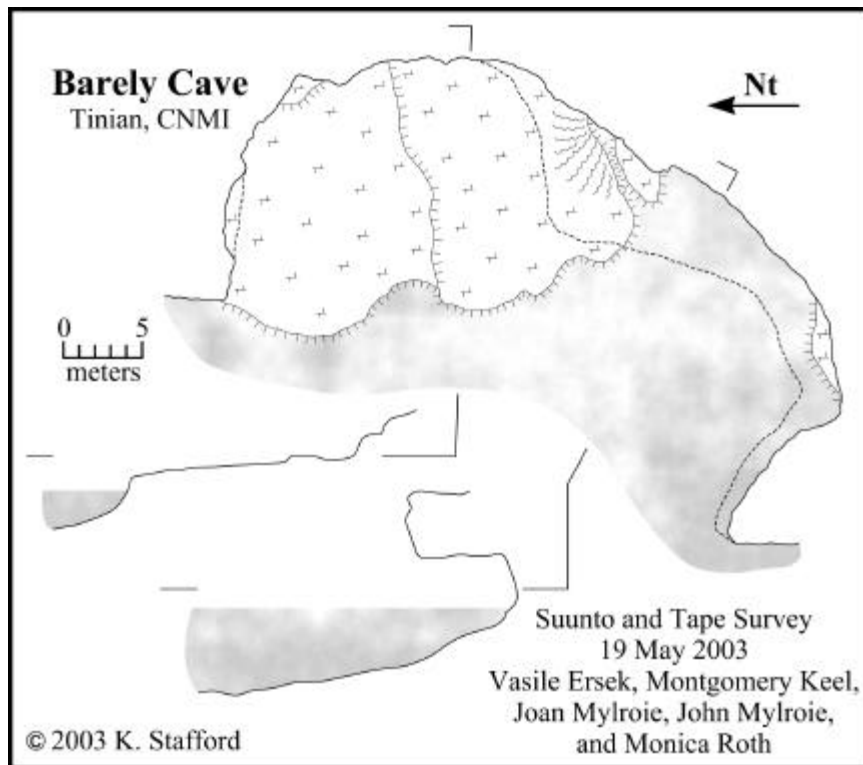 Barely Cave
Tinian, CNMI
Nt
0 5
meters
Suunto and Tape Survey
19 May 2003
Vasile Ersek, Montgomery Keel,
Joan Mylroie, John Mylroie,
and Monica Roth
© 2003 K. Stafford